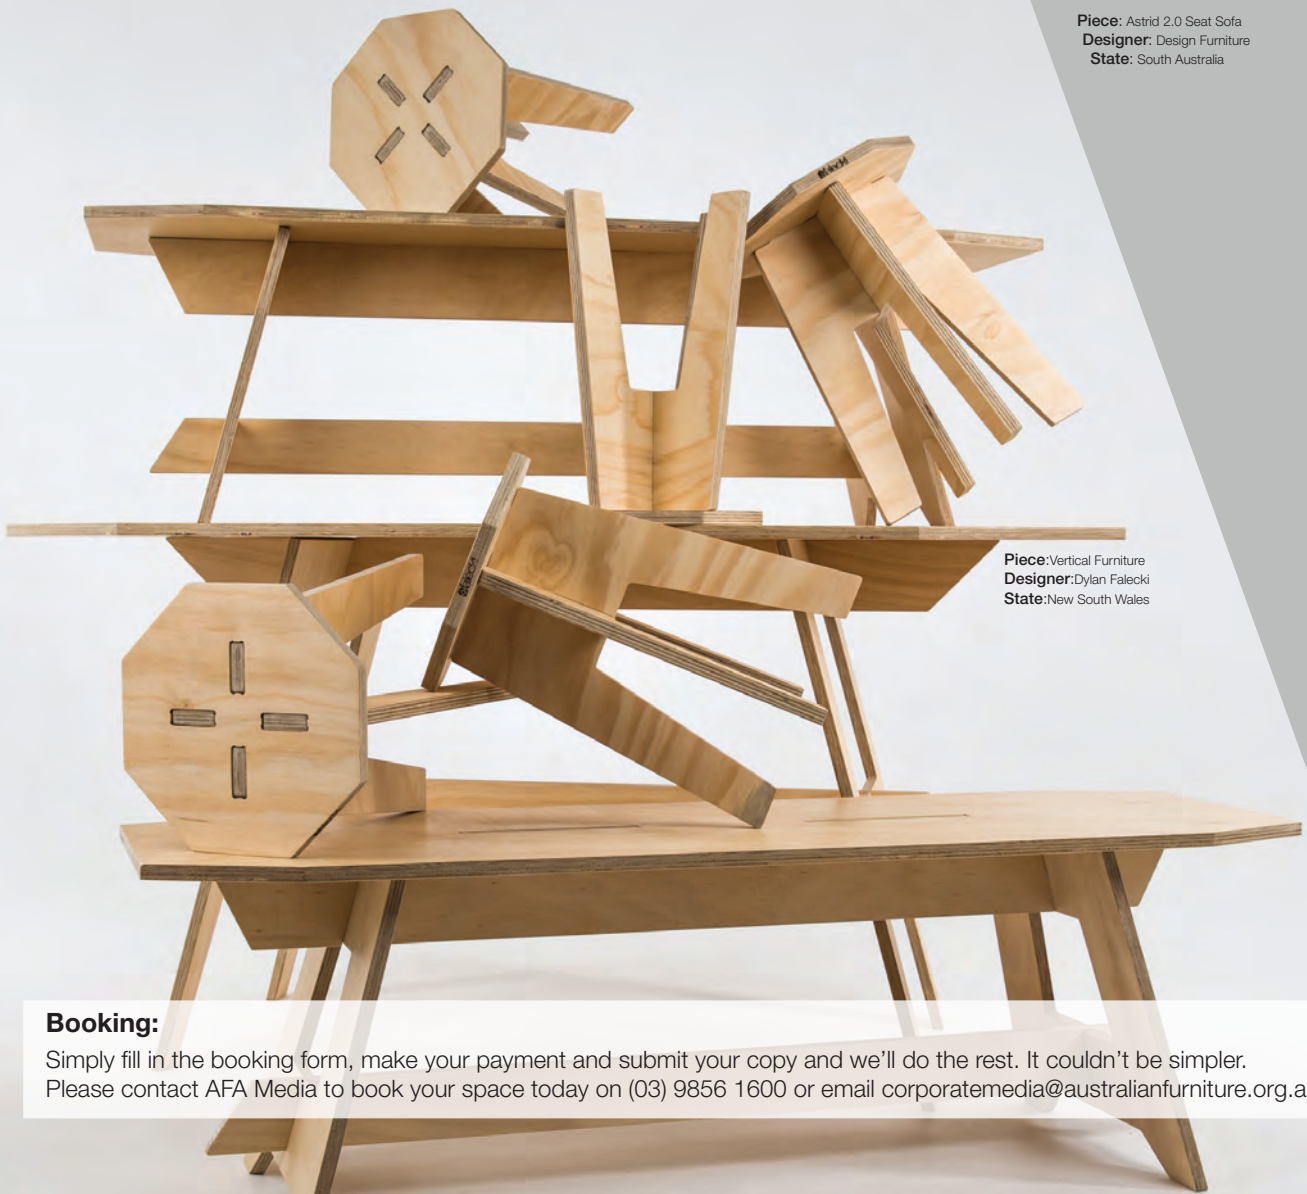 Piece: Astrid 2.0 Seat Sofa
Designer: Design Furniture
State: South Australia
Piece:Vertical Furniture
Designer:Dylan Falecki
State:New South Wales
Booking:
Simply fill in the booking form, make your payment and submit your copy and we'll do the rest. It couldn't be simpler.
Please contact AFA Media to book your space today on (03) 9856 1600 or email corporatemedia@australianfurniture.org.a